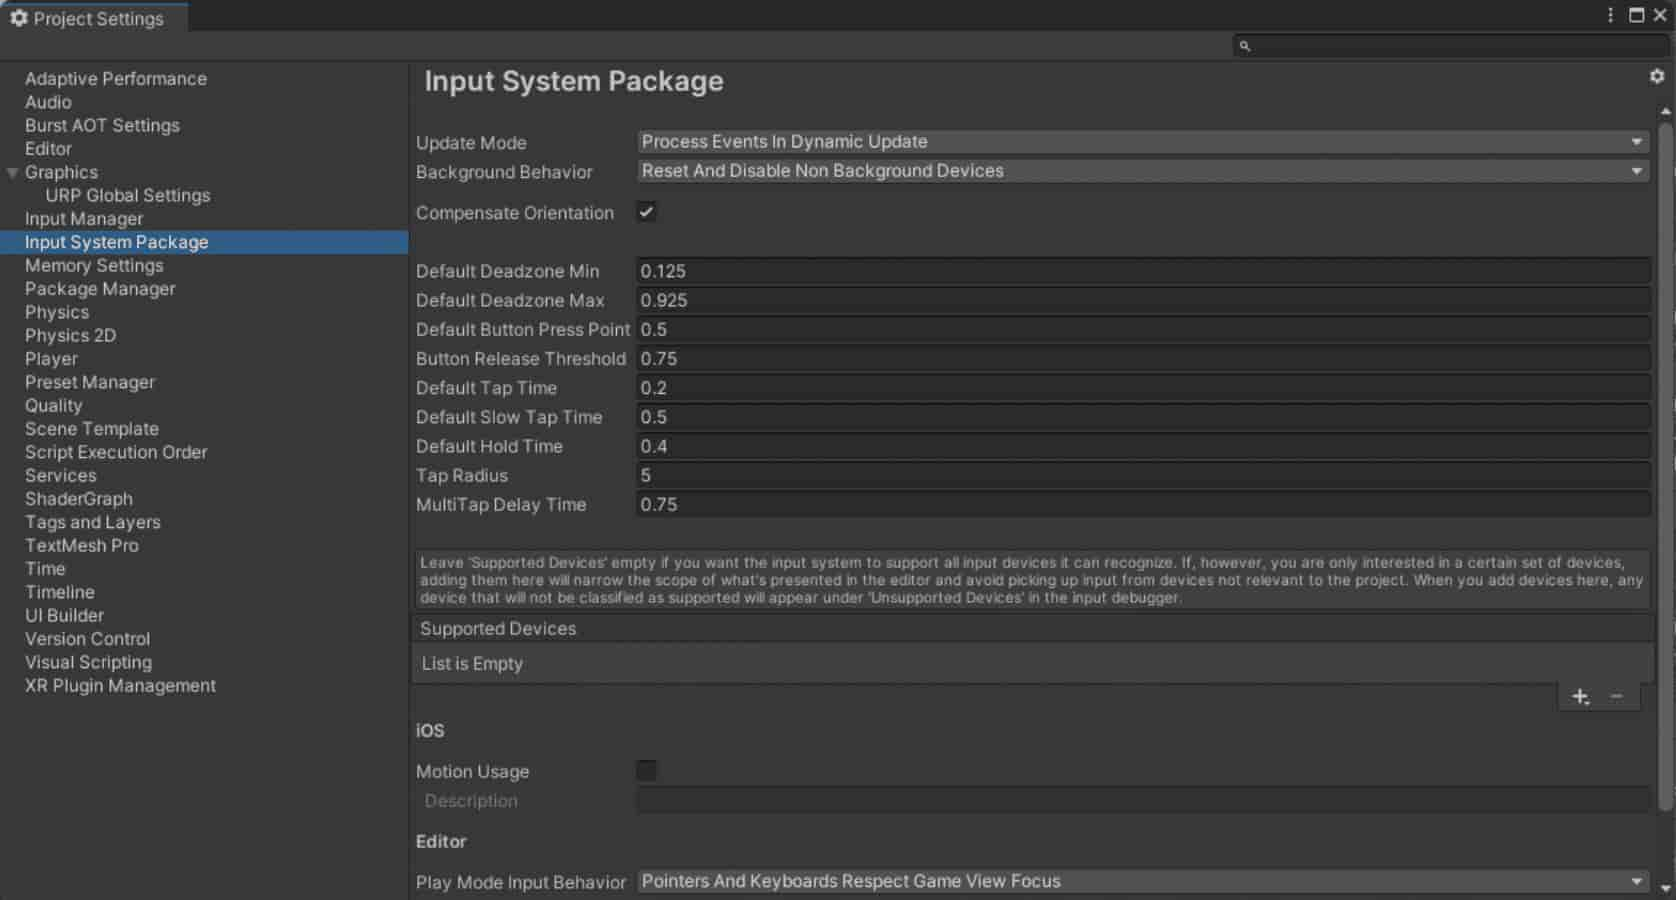 Project Settings
Adaptive Performance
Audio
Burst AOT Settings
Editor
Graphics
URP Global Settings
Input Manager
Input System Package
Memory Settings
Package Manager
Physics
Physics 2D
Player
Preset Manager
Quality
Scene Template
Script Execution Order
Services
ShaderGraph
Tags and Layers
TextMesh Pro
Time
Timeline
UI Builder
Version Control
Visual Scripting
XR Plugin Management
Input System Package
Update Mode Process Events In Dynamic Update
Background Behavior Reset And Disable Non Background Devices
Compensate Orientation
Default Deadzone Min 0.125
Default Deadzone Max 0.925
Default Button Press Point 0.5
Button Release Threshold 0.75
Default Tap Time 0.2
Default Slow Tap Time 0.5
Default Hold Time 0.4
Tap Radius 5
MultiTap Delay Time 0.75
Leave 'Supported Devices' empty if you want the input system to support all input devices it can recognize. If, however, you are only interested in a certain set of devices,
adding them here will narrow the scope of what's presented in the editor and avoid picking up input from devices not relevant to the project. When you add devices here, any
device that will not be classified as supported will appear under 'Unsupported Devices' in the input debugger.
Supported Devices
List is Empty
iOS
Motion Usage
Description
Editor
Play Mode Input Behavior Pointers And Keyboards Respect Game View Focus